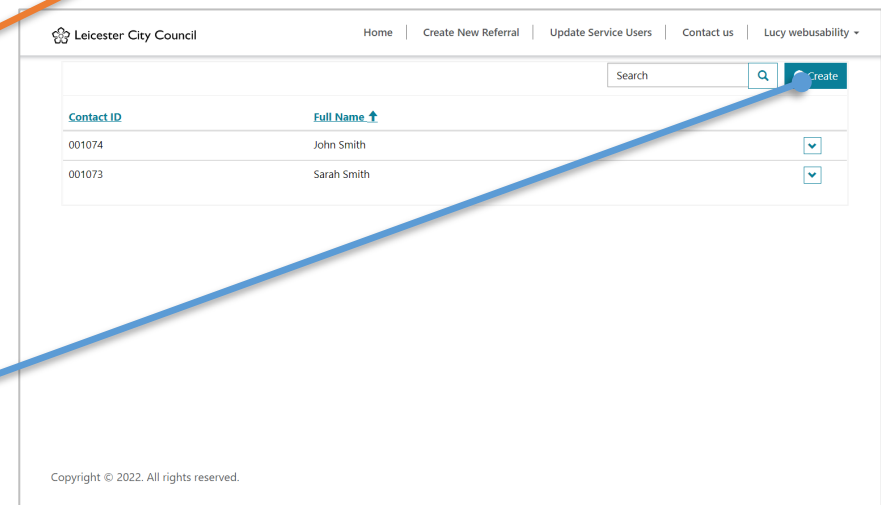 Leicester City Council Home Create New Referral Update Service Users Contact us Lucy webusability
Search Create
Contact ID Full Name
001074 John Smith
001073 Sarah Smith
Copyright © 2022. All rights reserved.